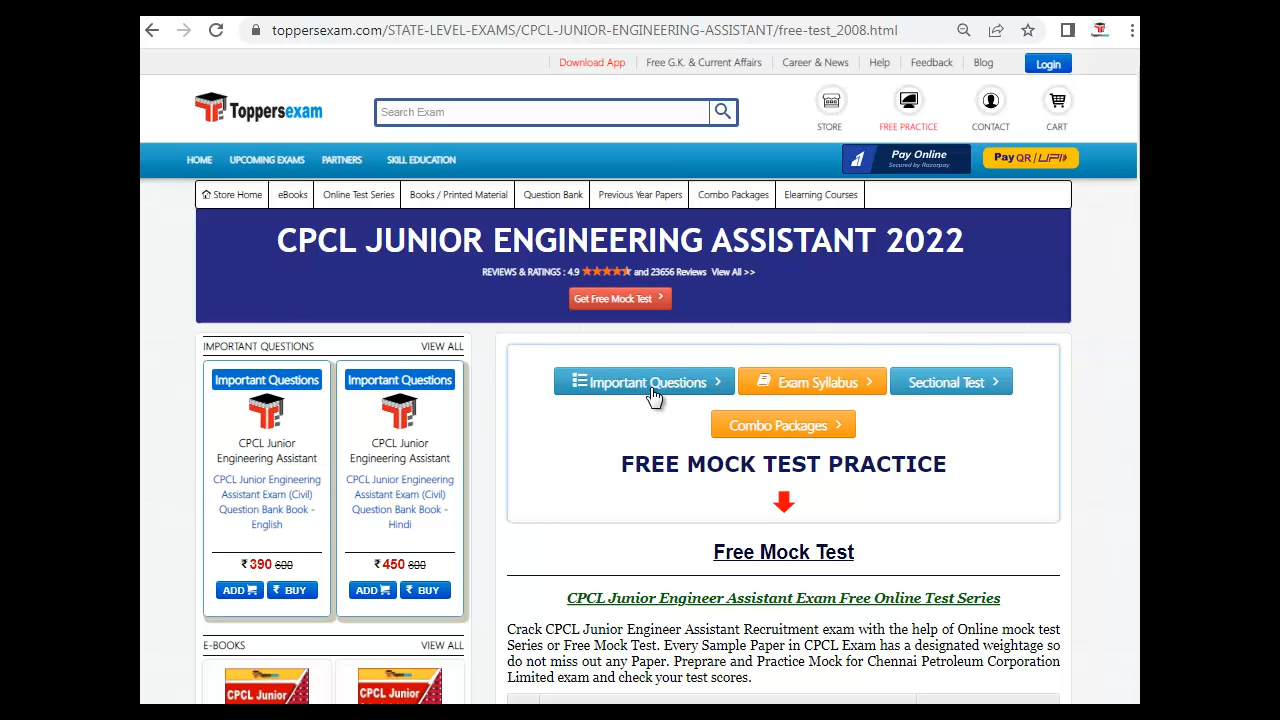 toppersexam.com/STATE-LEVEL-EXAMS/CPCL-JUNIOR-ENGINEERING-ASSISTANT/free-test_2008.html
Download App
Free G.K. & Current Affairs
Career & News
Help
Feedback
Blog
Login
Toppersexam
Search Exam
STORE
FREE PRACTICE
CONTACT
CART
HOME
UPCOMING EXAMS
PARTNERS
SKILL EDUCATION
Pay Online
Secured by Razorpay
Pay QR / UPI
Store Home
eBooks
Online Test Series
Books / Printed Material
Question Bank
Previous Year Papers
Combo Packages
Elearning Courses
CPCL JUNIOR ENGINEERING ASSISTANT 2022
REVIEWS & RATINGS : 4.9 and 23656 Reviews View All >>
Get Free Mock Test
IMPORTANT QUESTIONS VIEW ALL
Important Questions
CPCL Junior
Engineering Assistant
CPCL Junior Engineering
Assistant Exam (Civil)
Question Bank Book -
English
₹ 390 600
ADD
₹ BUY
Important Questions
CPCL Junior
Engineering Assistant
CPCL Junior Engineering
Assistant Exam (Civil)
Question Bank Book -
Hindi
₹ 450 600
ADD
₹ BUY
E-BOOKS VIEW ALL
CPCL Junior
CPCL Junior
Important Questions
Exam Syllabus
Sectional Test
Combo Packages
FREE MOCK TEST PRACTICE
Free Mock Test
CPCL Junior Engineer Assistant Exam Free Online Test Series
Crack CPCL Junior Engineer Assistant Recruitment exam with the help of Online mock test
Series or Free Mock Test. Every Sample Paper in CPCL Exam has a designated weightage so
do not miss out any Paper. Preprare and Practice Mock for Chennai Petroleum Corporation
Limited exam and check your test scores.